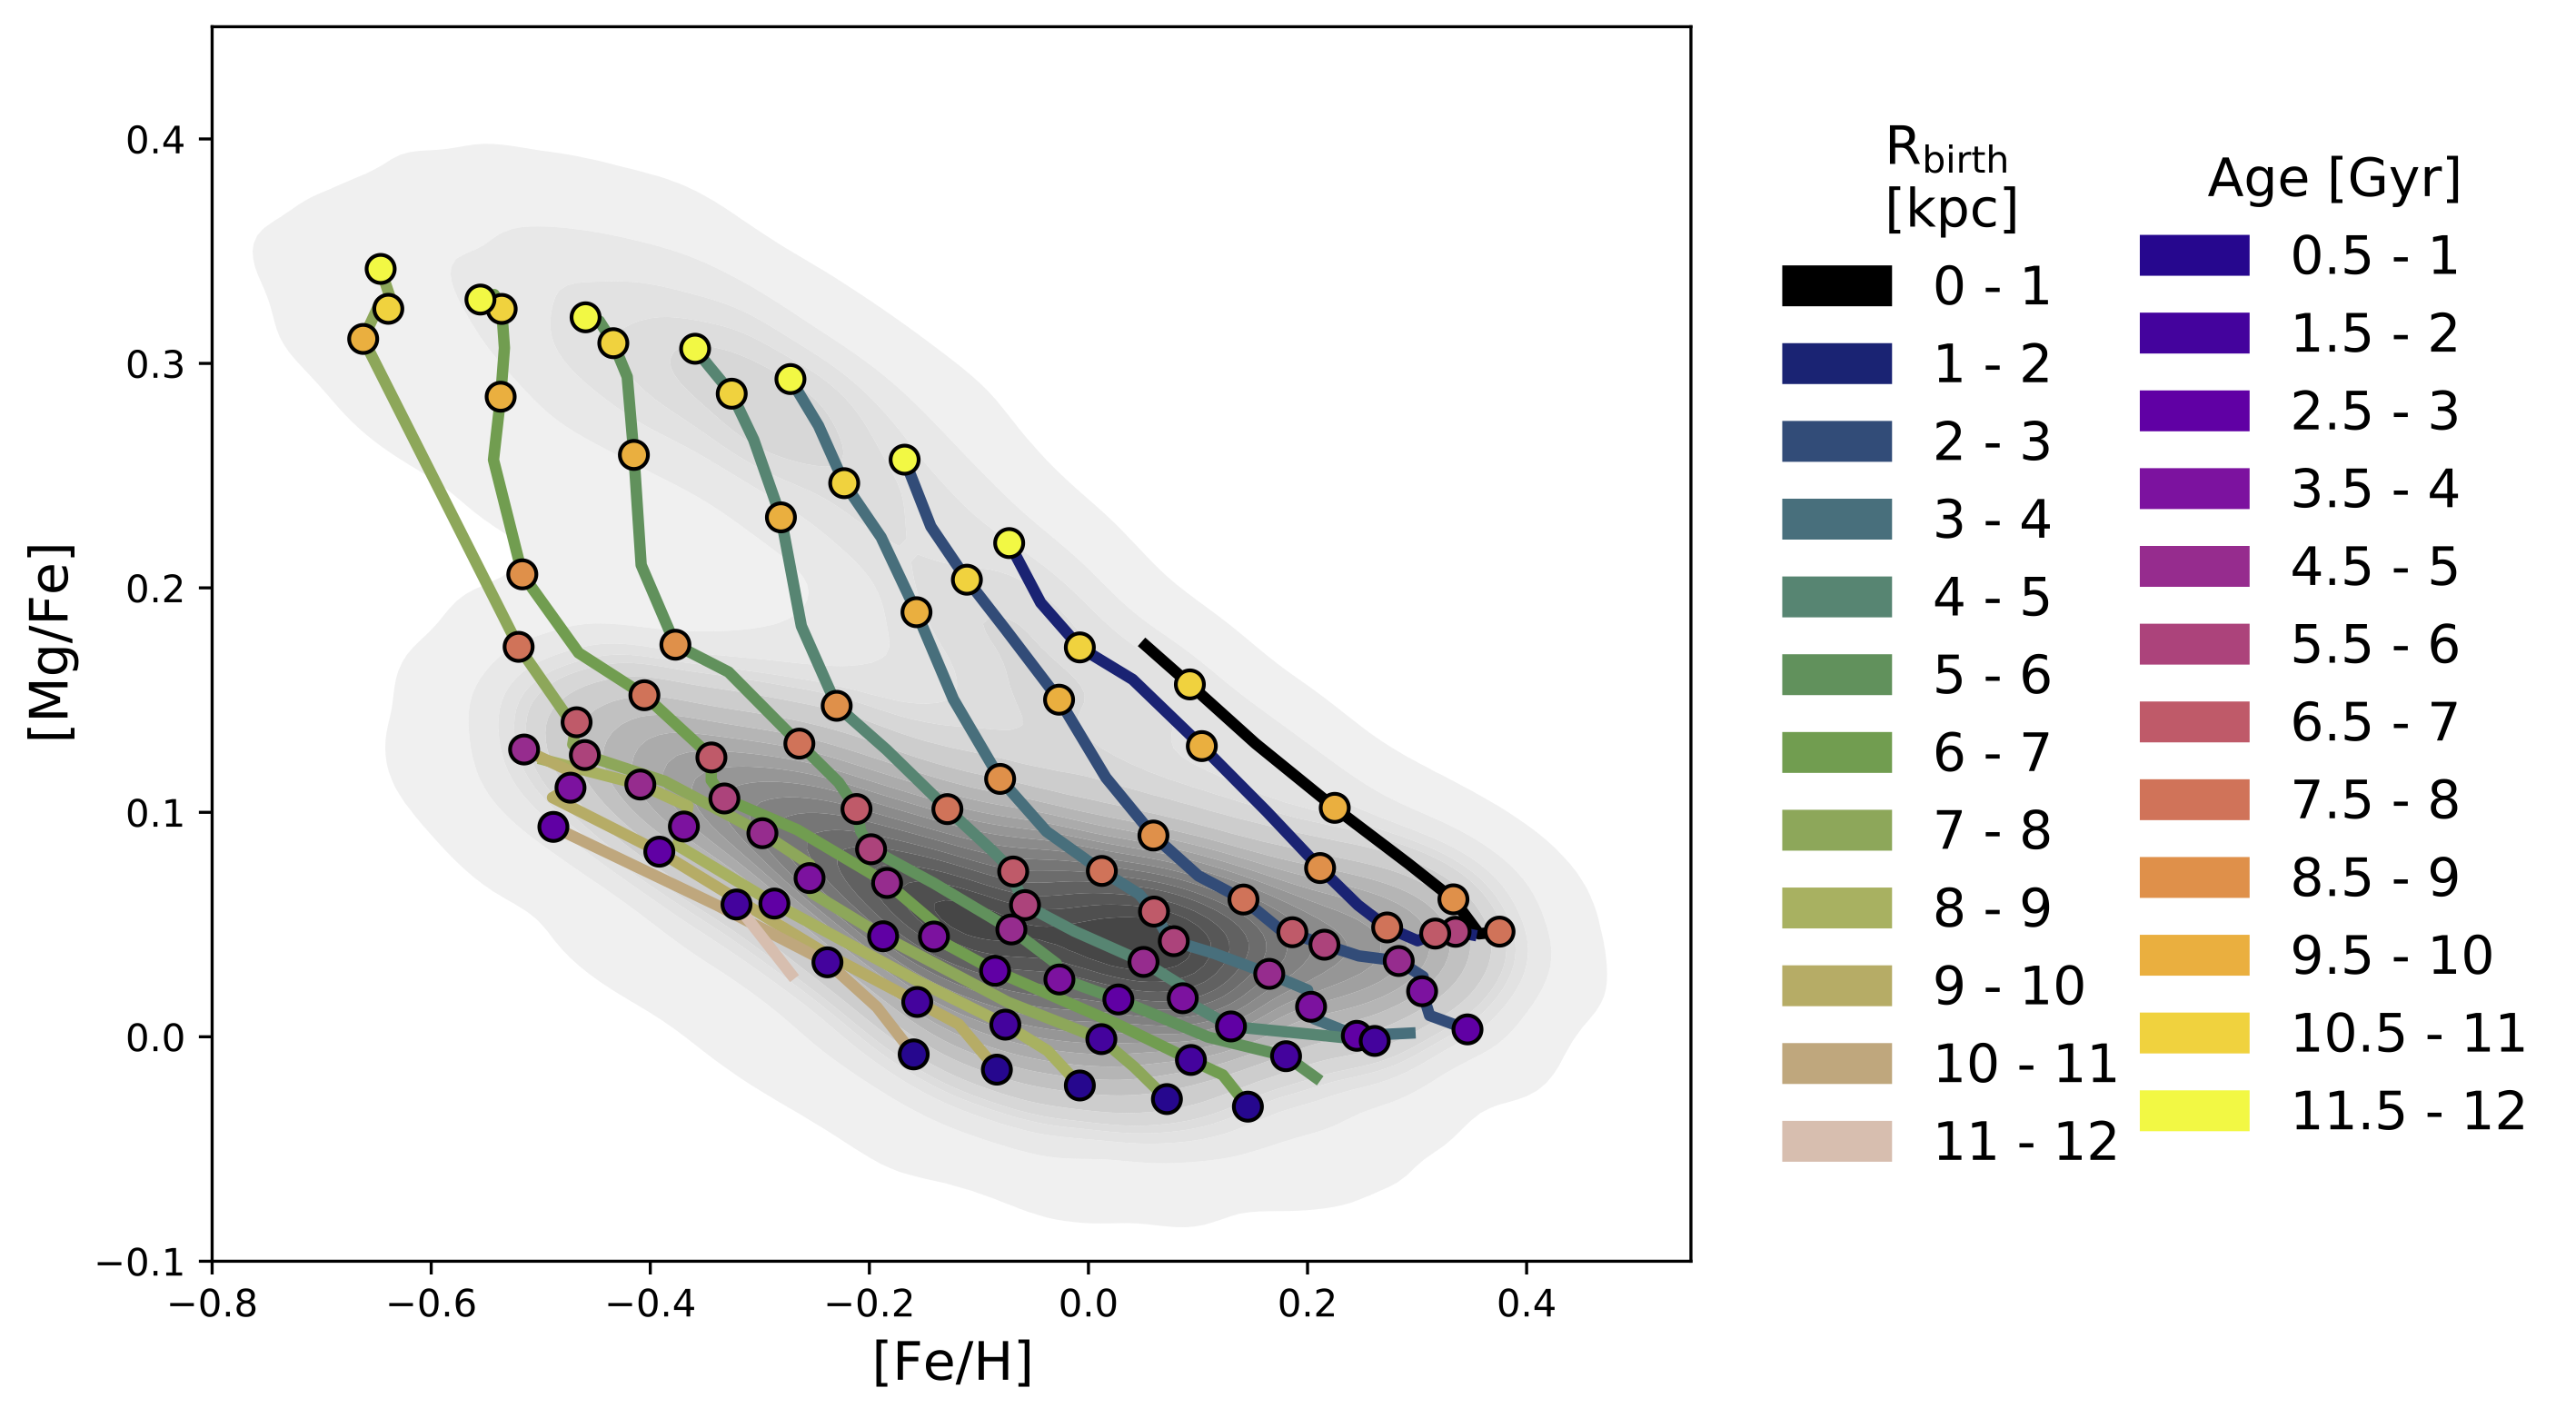 0.4
0.3
0.2
0.1
0.0
−0.1
[Mg/Fe]
−0.8
−0.6
−0.4
−0.2
0.0
0.2
0.4
[Fe/H]
Rbirth
[kpc]
0 - 1
1 - 2
2 - 3
3 - 4
4 - 5
5 - 6
6 - 7
7 - 8
8 - 9
9 - 10
10 - 11
11 - 12
Age [Gyr]
0.5 - 1
1.5 - 2
2.5 - 3
3.5 - 4
4.5 - 5
5.5 - 6
6.5 - 7
7.5 - 8
8.5 - 9
9.5 - 10
10.5 - 11
11.5 - 12